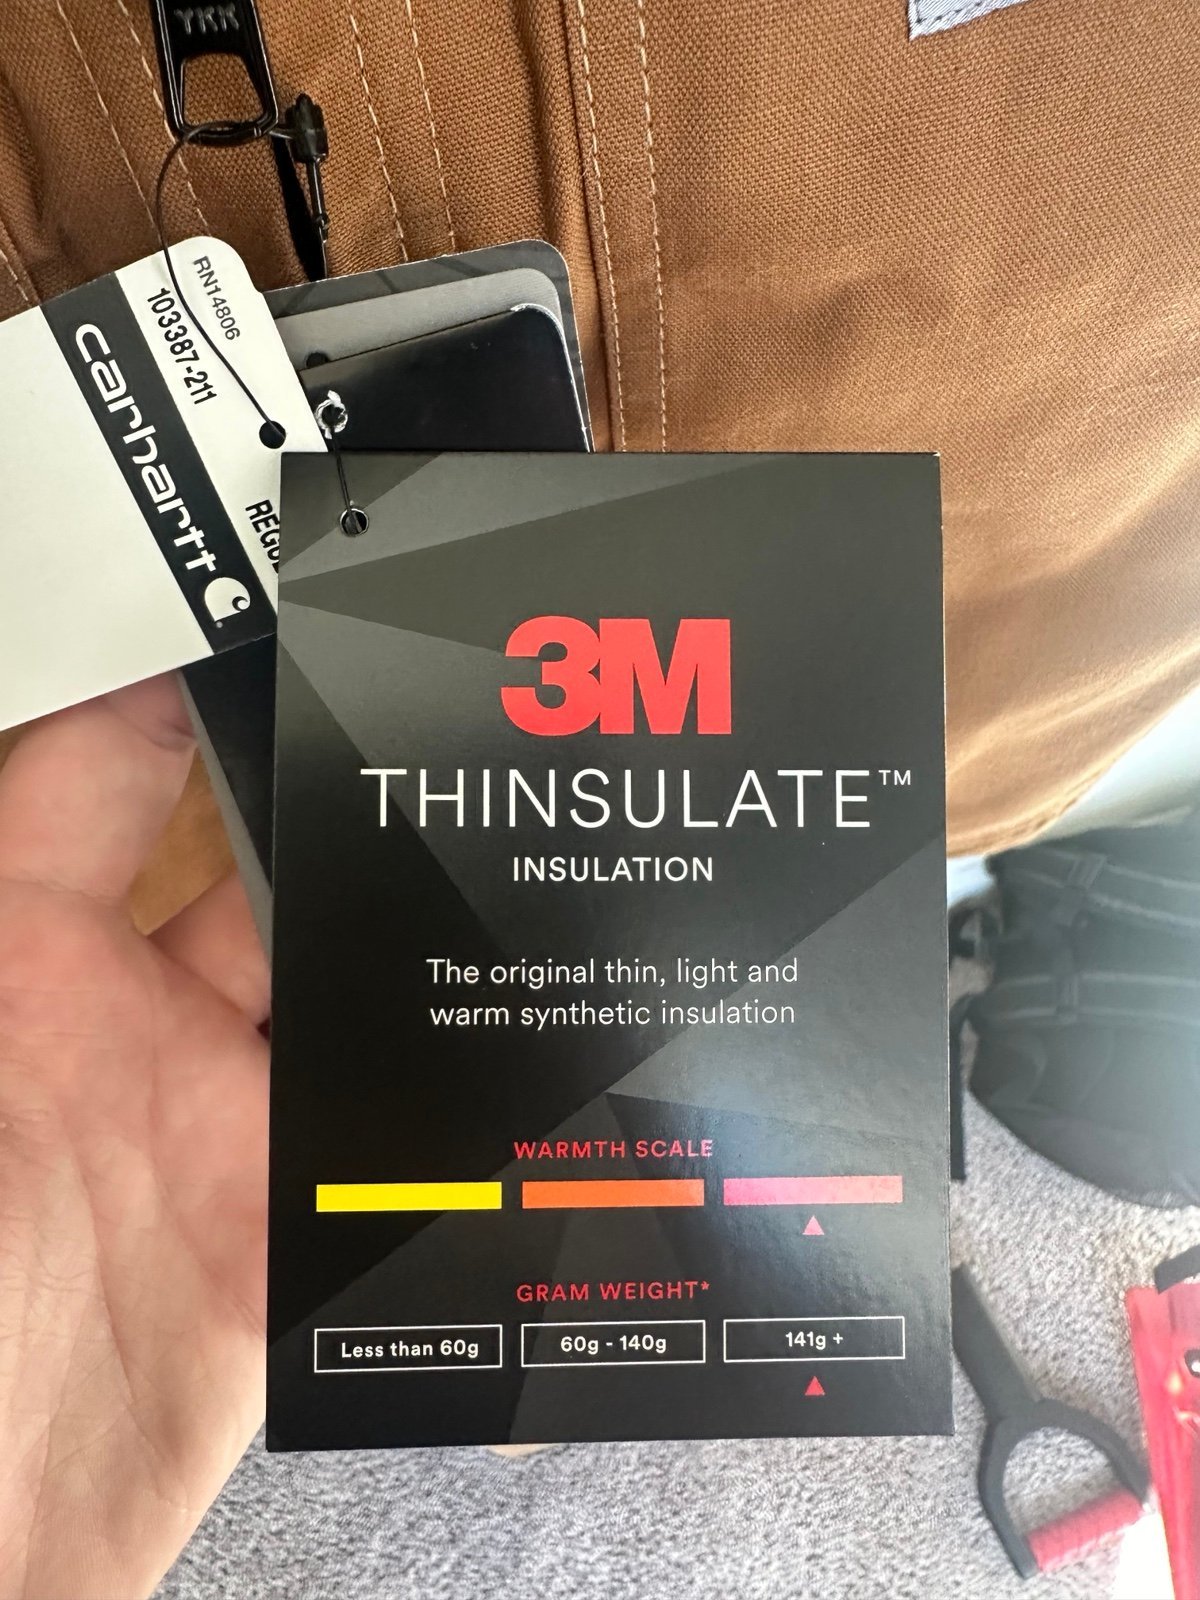 YKK
RN14806
103387-211
carhartt
3M
THINSULATE™
INSULATION
The original thin, light and
warm synthetic insulation
WARMTH SCALE
GRAM WEIGHT*
Less than 60g 60g - 140g 141g +